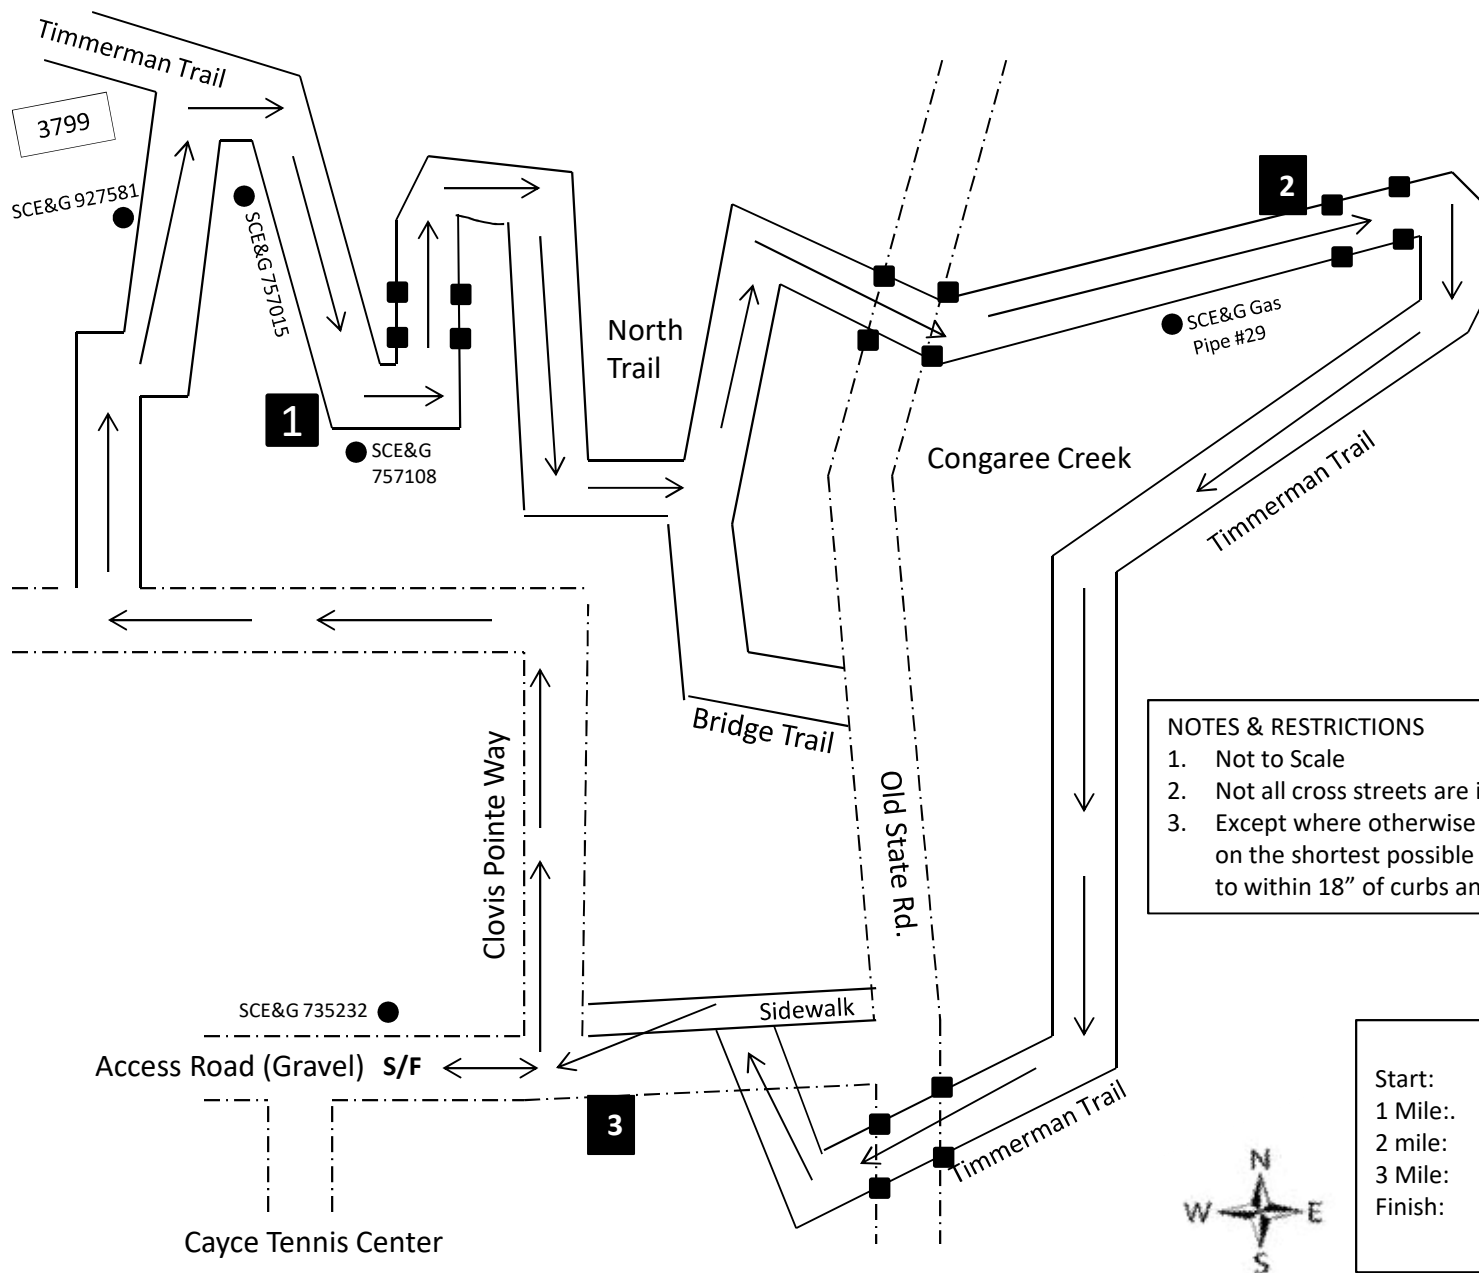 Timmerman Trail
3799
SCE&G 927581
SCE&G 757015
1
SCE&G
757108
North
Trail
2
SCE&G Gas
Pipe #29
Congaree Creek
Timmerman Trail
Bridge Trail
Clovis Pointe Way
Old State Rd.
NOTES & RESTRICTIONS
1. Not to Scale
2. Not all cross streets are
3. Except where otherwise
on the shortest possible
to within 18” of curbs
SCE&G 735232
Sidewalk
Access Road (Gravel) S/F
3
Timmerman Trail
Cayce Tennis Center
N
W E
S
Start:
1 Mile:.
2 mile:
3 Mile:
Finish: